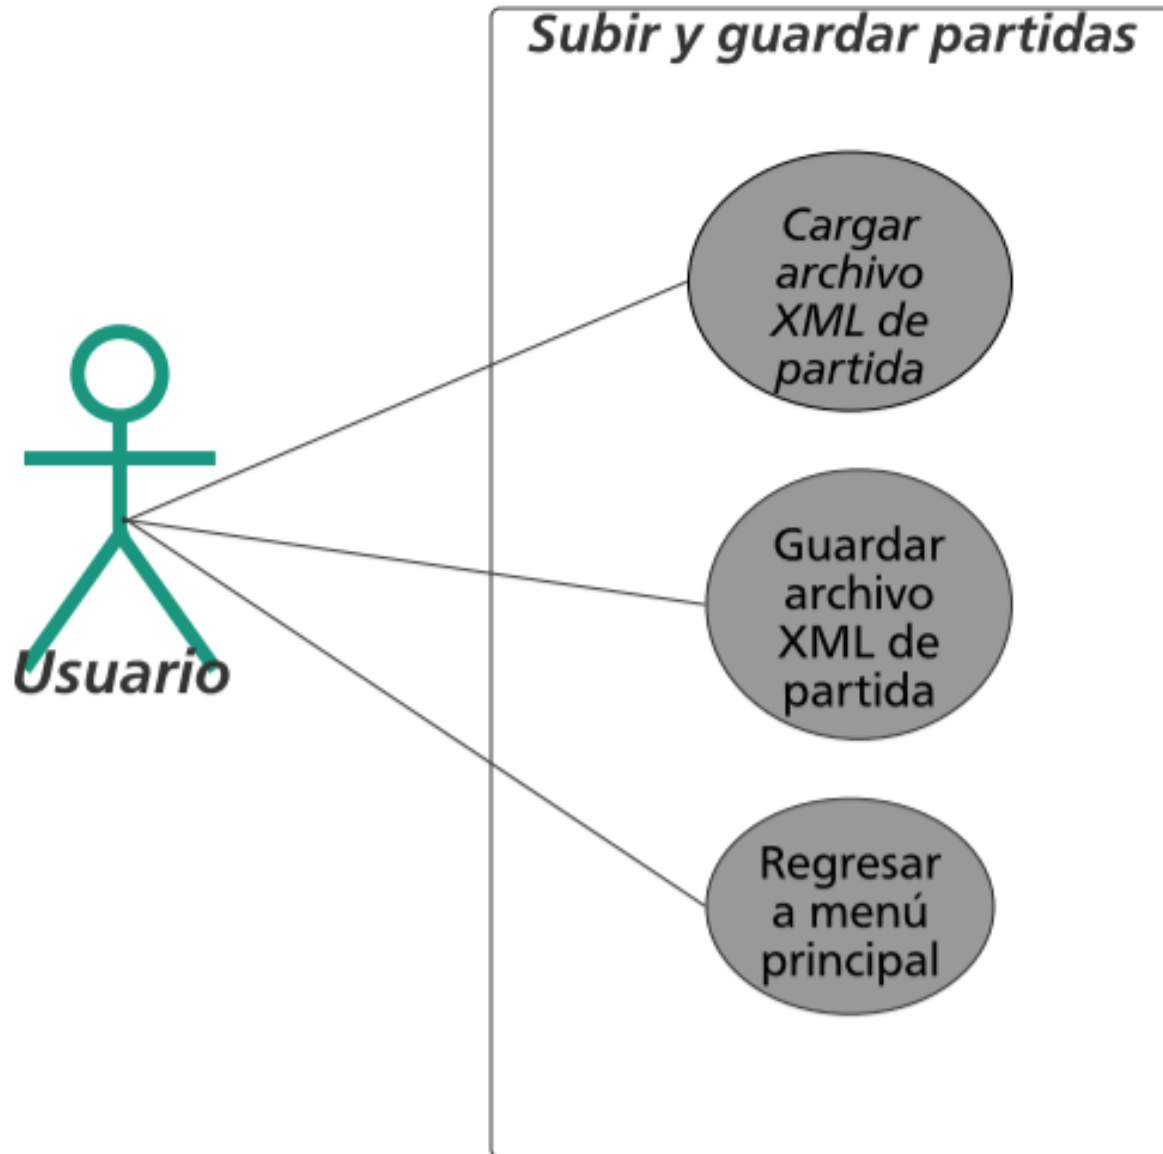 Subir y guardar partidas
Cargar
archivo
XML de
partida
Usuario
Guardar
archivo
XML de
partida
Regresar
a menú
principal